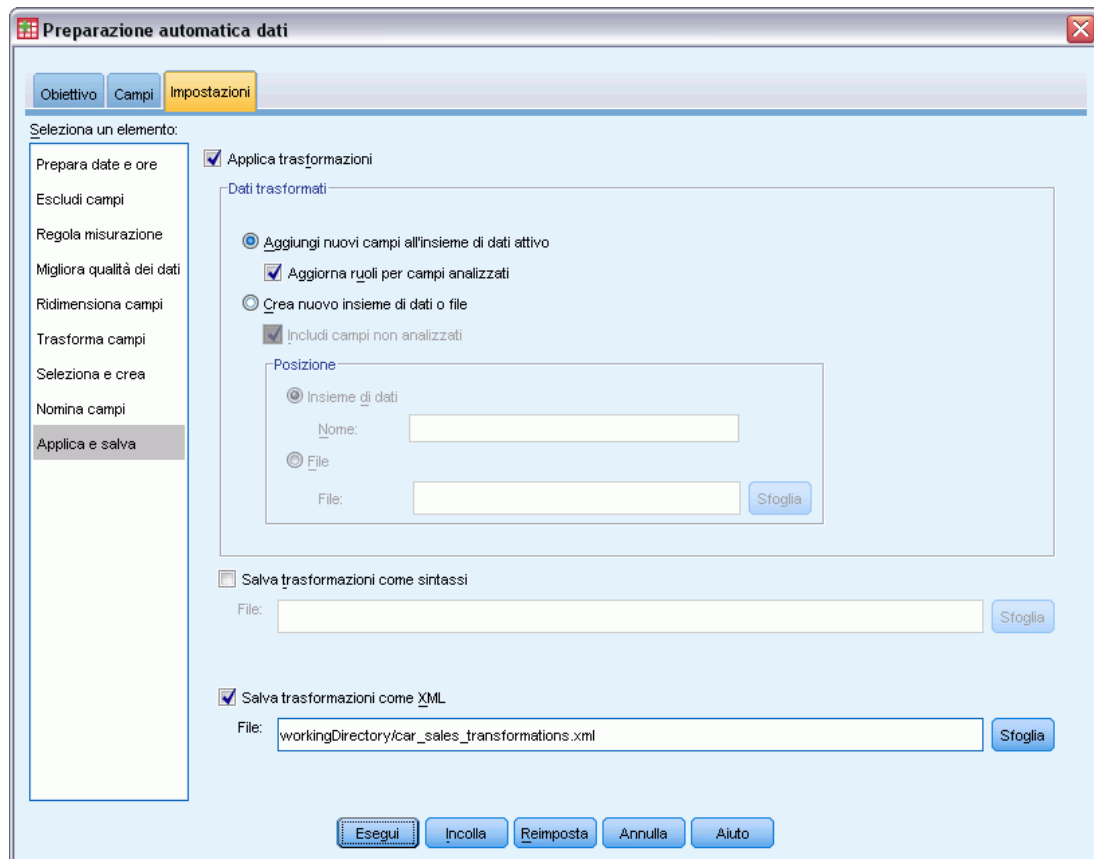 Preparazione automatica dati
Obiettivo Campi Impostazioni
Seleziona un elemento:
Prepara date e ore
Escludi campi
Regola misurazione
Migliora qualità dei dati
Ridimensiona campi
Trasforma campi
Seleziona e crea
Nomina campi
Applica e salva
Applica trasformazioni
Dati trasformati
Aggiungi nuovi campi all'insieme di dati attivo
Aggiorna ruoli per campi analizzati
Crea nuovo insieme di dati o file
Includi campi non analizzati
Posizione
Insieme di dati
Nome:
File
File: Sfoglia
Salva trasformazioni come sintassi
File: Sfoglia
Salva trasformazioni come XML
File: workingDirectory/car_sales_transformations.xml Sfoglia
Esegui Incolla Reimposta Annulla Aiuto